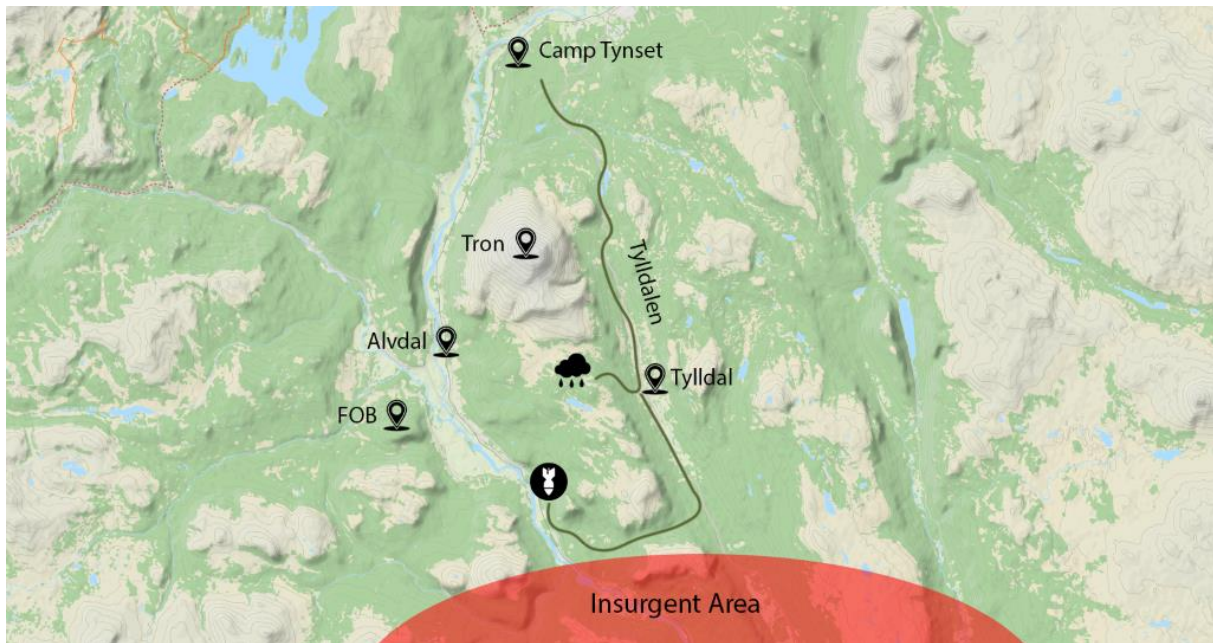 Camp Tynset
Tron
Tylldalen
Alvdal
Tylldal
FOB
Insurgent Area